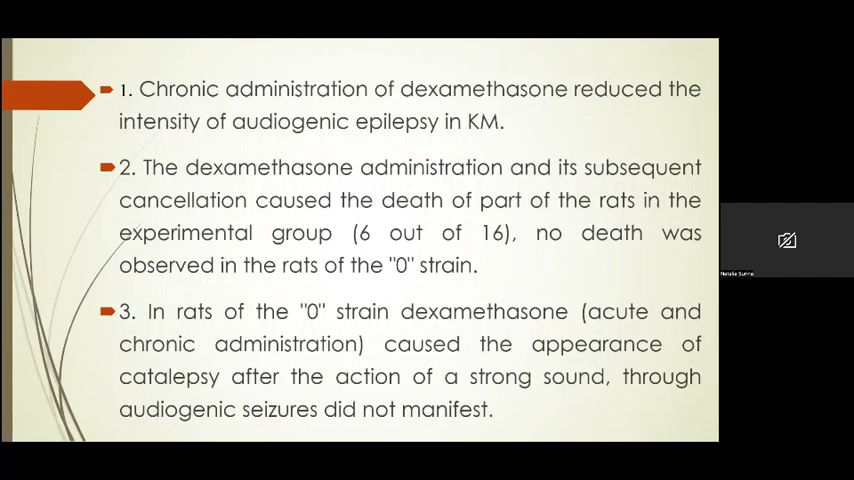 1. Chronic administration of dexamethasone reduced the
intensity of audiogenic epilepsy in KM.
2. The dexamethasone administration and its subsequent
cancellation caused the death of part of the rats in the
experimental group (6 out of 16), no death was
observed in the rats of the "0" strain.
3. In rats of the "0" strain dexamethasone (acute and
chronic administration) caused the appearance of
catalepsy after the action of a strong sound, through
audiogenic seizures did not manifest.
Natalia Surina